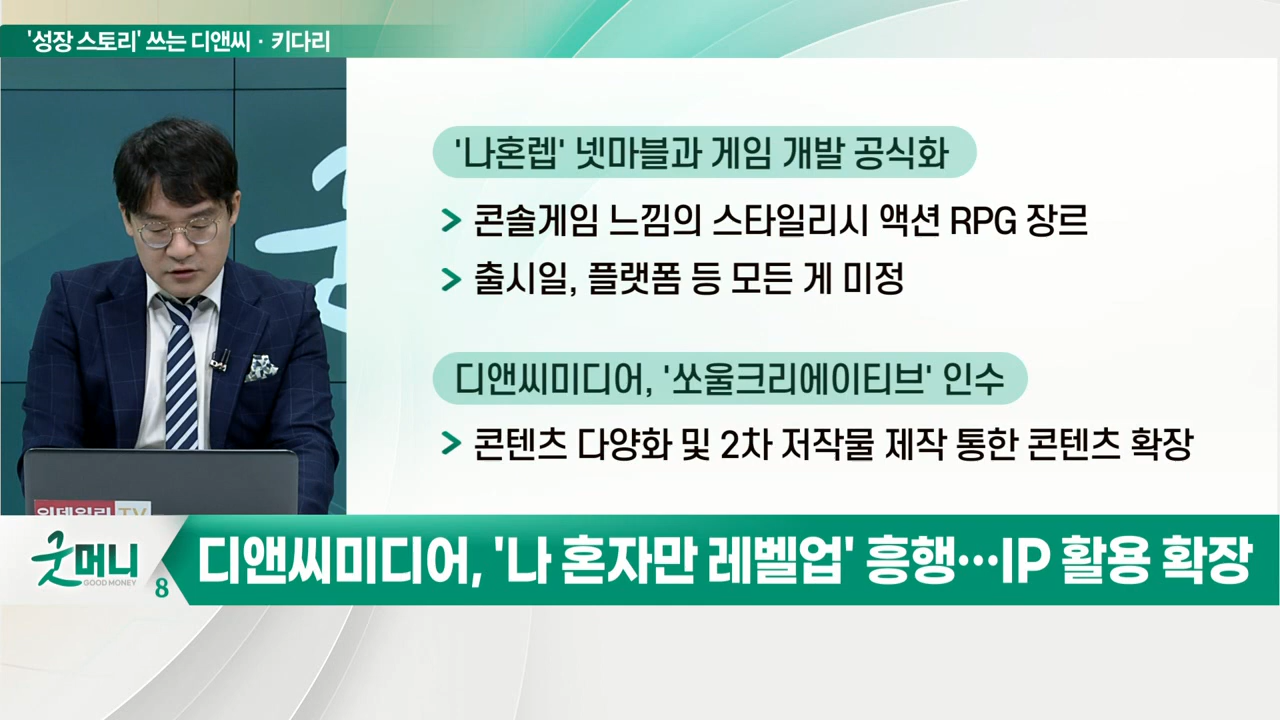 '성장 스토리' 쓰는 디앤씨 · 키다리
'나혼렙' 넷마블과 게임 개발 공식화
> 콘솔게임 느낌의 스타일리시 액션 RPG 장르
> 출시일, 플랫폼 등 모든 게 미정
디앤씨미디어, '쏘울크리에이티브' 인수
> 콘텐츠 다양화 및 2차 저작물 제작 통한 콘텐츠 확장
이데일리 TV
굿머니
GOOD MONEY
8
디앤씨미디어, '나 혼자만 레벨업' 흥행…IP 활용 확장